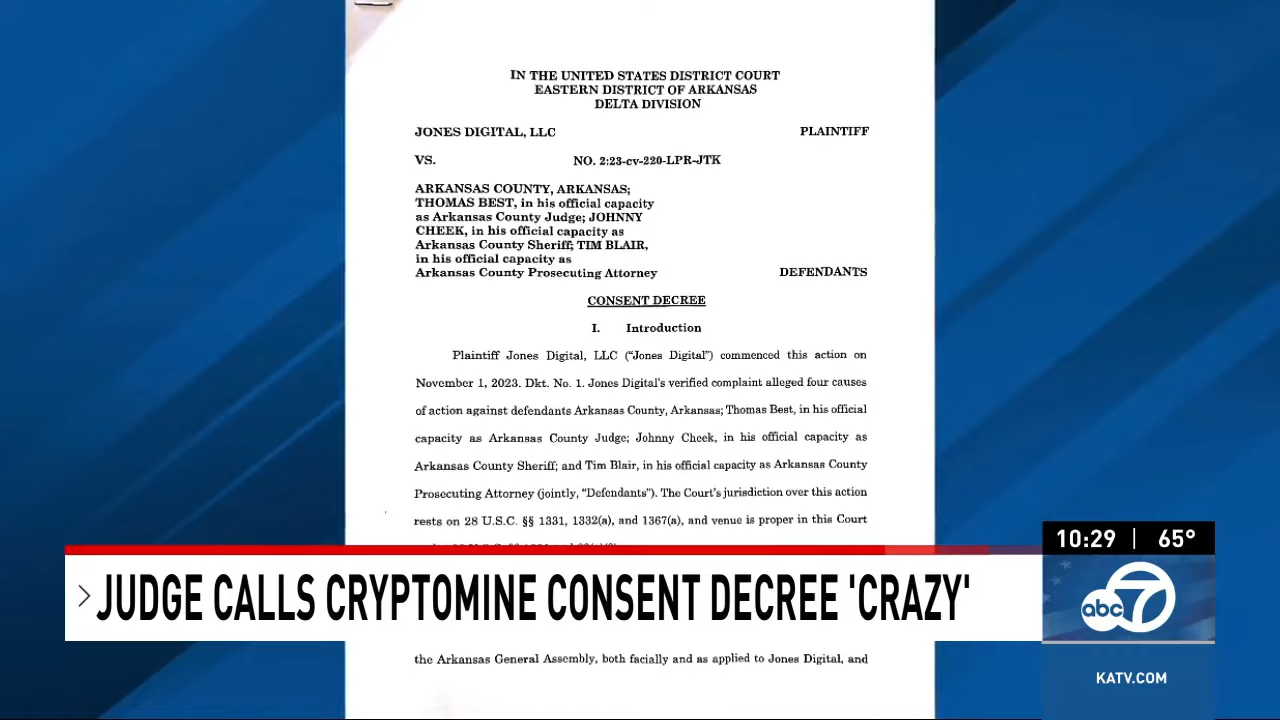 IN THE UNITED STATES DISTRICT COURT
EASTERN DISTRICT OF ARKANSAS
DELTA DIVISION
JONES DIGITAL, LLC PLAINTIFF
VS. NO. 2:23-cv-220-LPR-JTK
ARKANSAS COUNTY, ARKANSAS;
THOMAS BEST, in his official capacity
as Arkansas County Judge; JOHNNY
CHEEK, in his official capacity as
Arkansas County Sheriff; TIM BLAIR,
in his official capacity as
Arkansas County Prosecuting Attorney DEFENDANTS
CONSENT DECREE
I. Introduction
Plaintiff Jones Digital, LLC (“Jones Digital”) commenced this action on
November 1, 2023. Dkt. No. 1. Jones Digital’s verified complaint alleged four causes
of action against defendants Arkansas County, Arkansas; Thomas Best, in his official
capacity as Arkansas County Judge; Johnny Cheek, in his official capacity as
Arkansas County Sheriff; and Tim Blair, in his official capacity as Arkansas County
Prosecuting Attorney (jointly, “Defendants”). The Court’s jurisdiction over this action
rests on 28 U.S.C. §§ 1331, 1332(a), and 1367(a), and venue is proper in this Court
10:29 | 65°
> JUDGE CALLS CRYPTOMINE CONSENT DECREE 'CRAZY'
abc 7
the Arkansas General Assembly, both facially and as applied to Jones Digital, and
KATV.COM